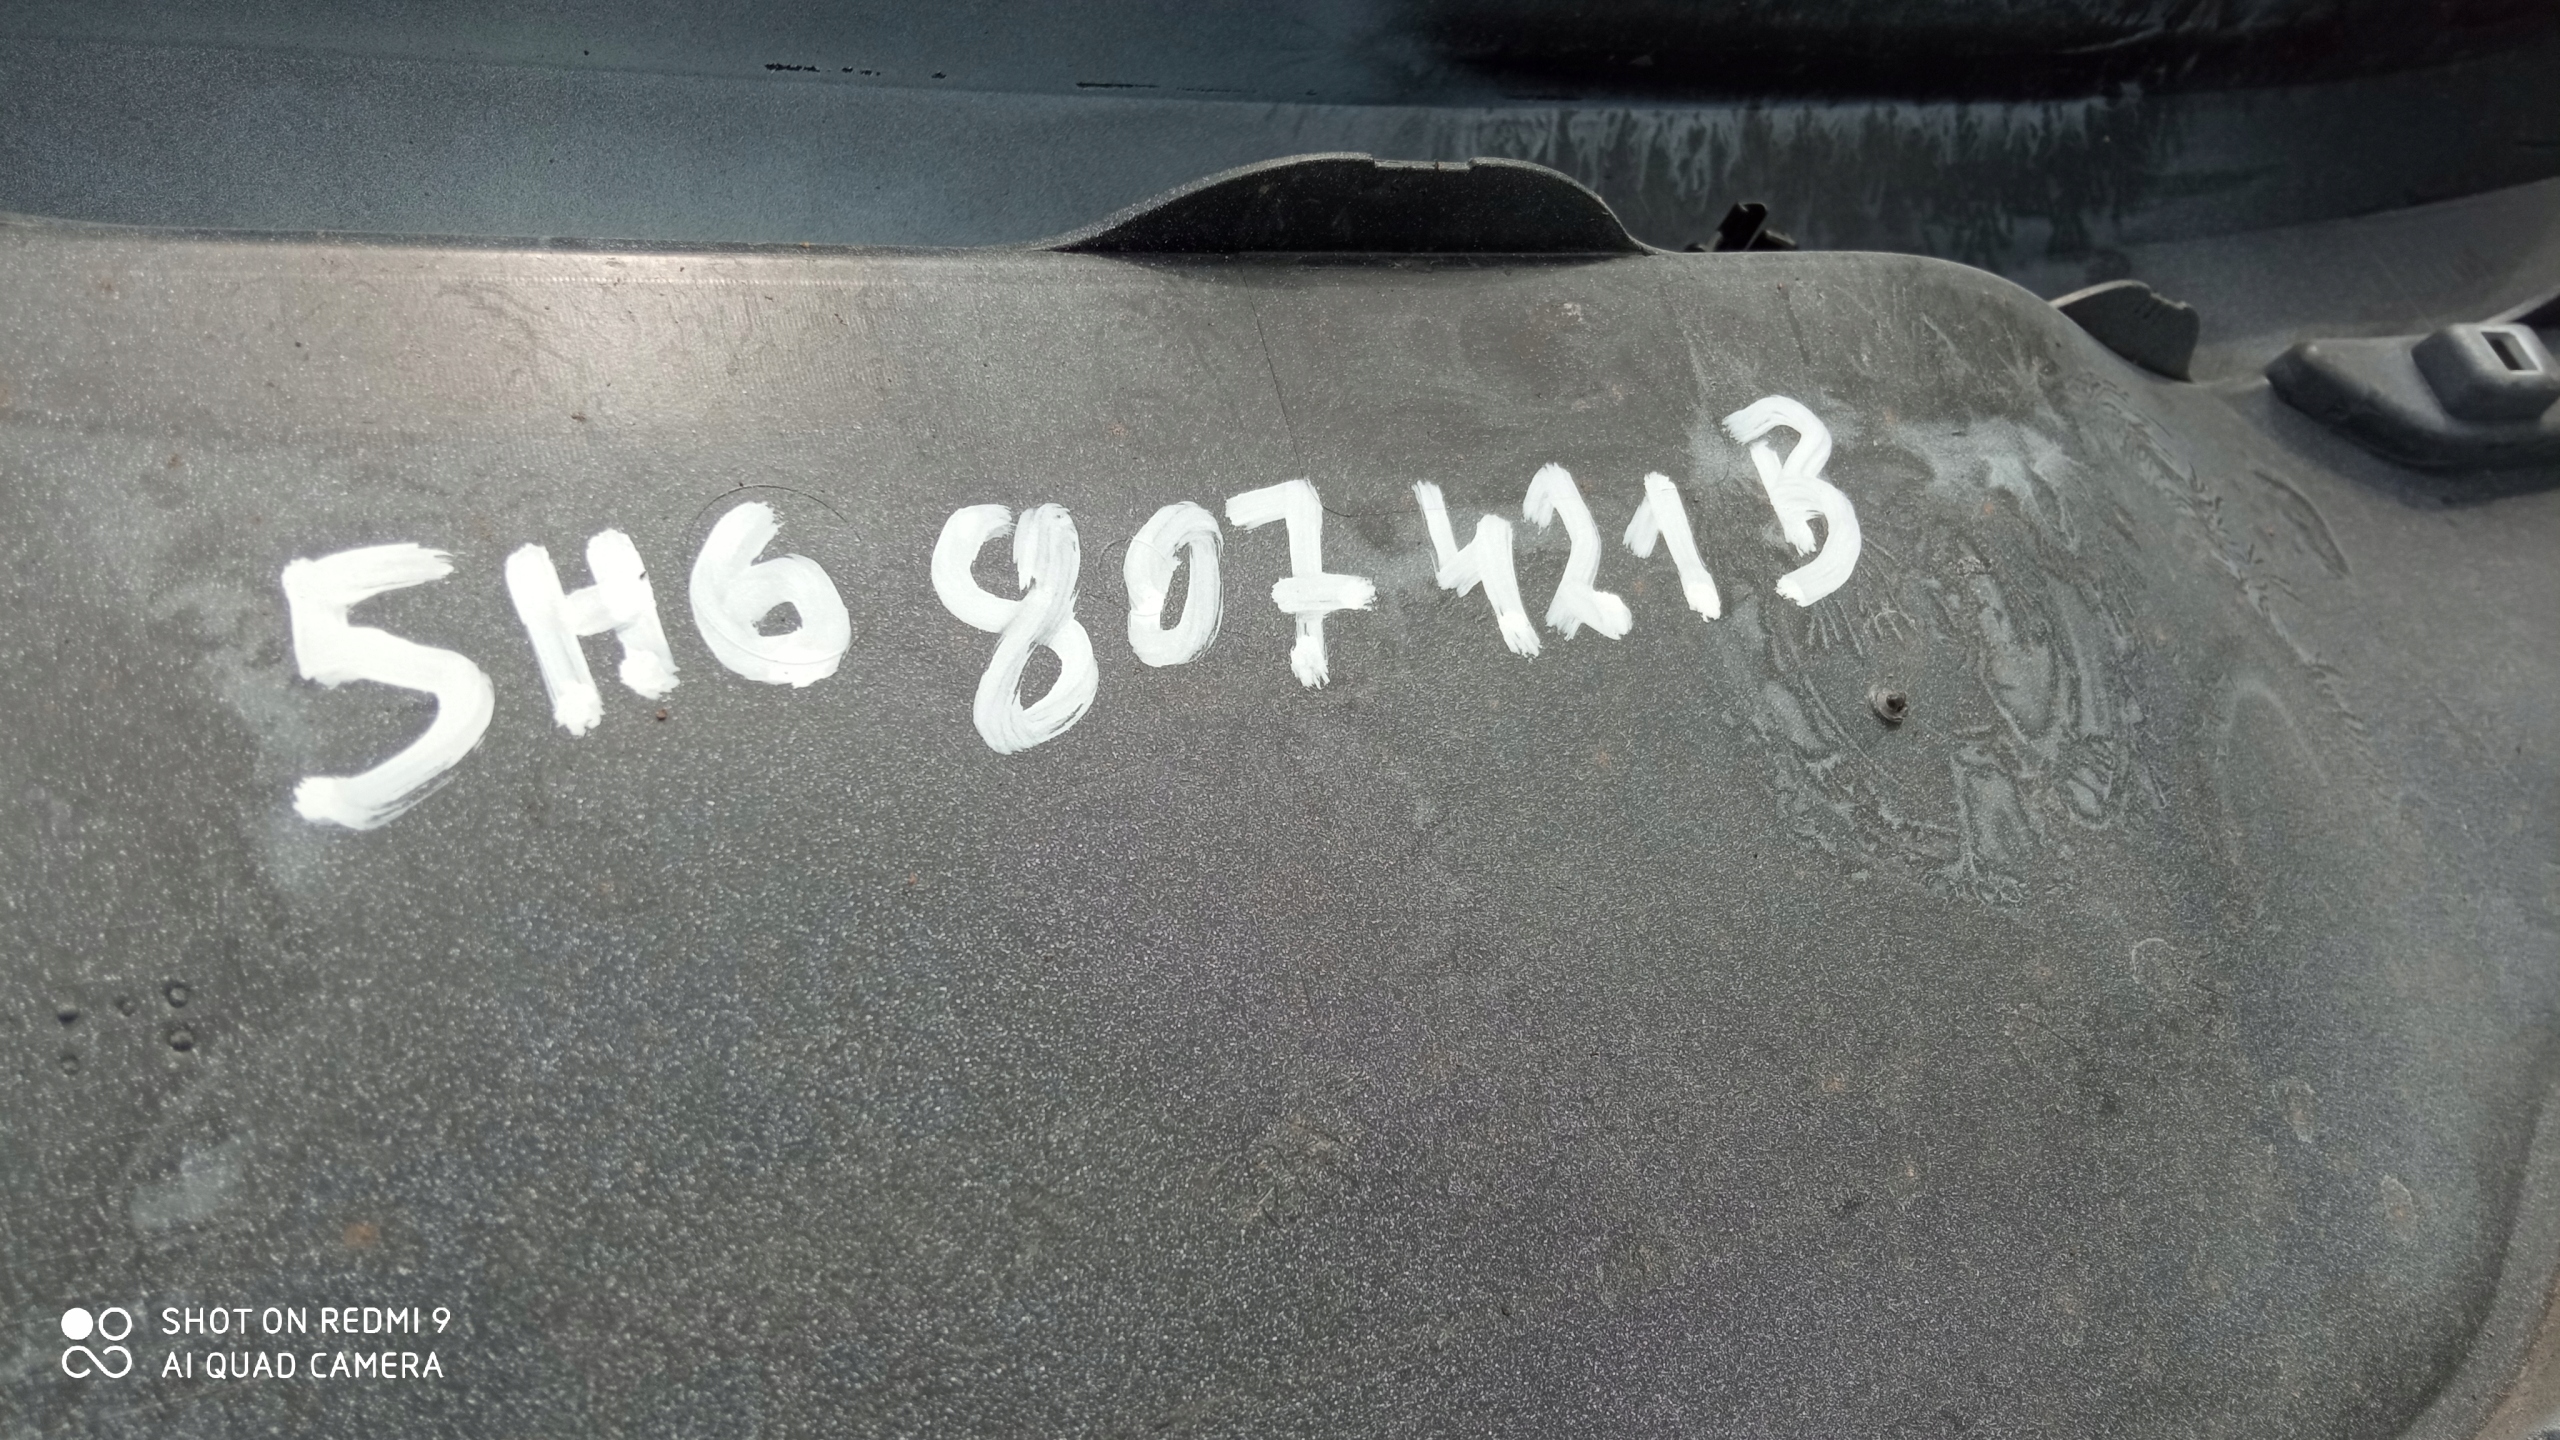 5H6 807 421 B
SHOT ON REDMI 9
AI QUAD CAMERA